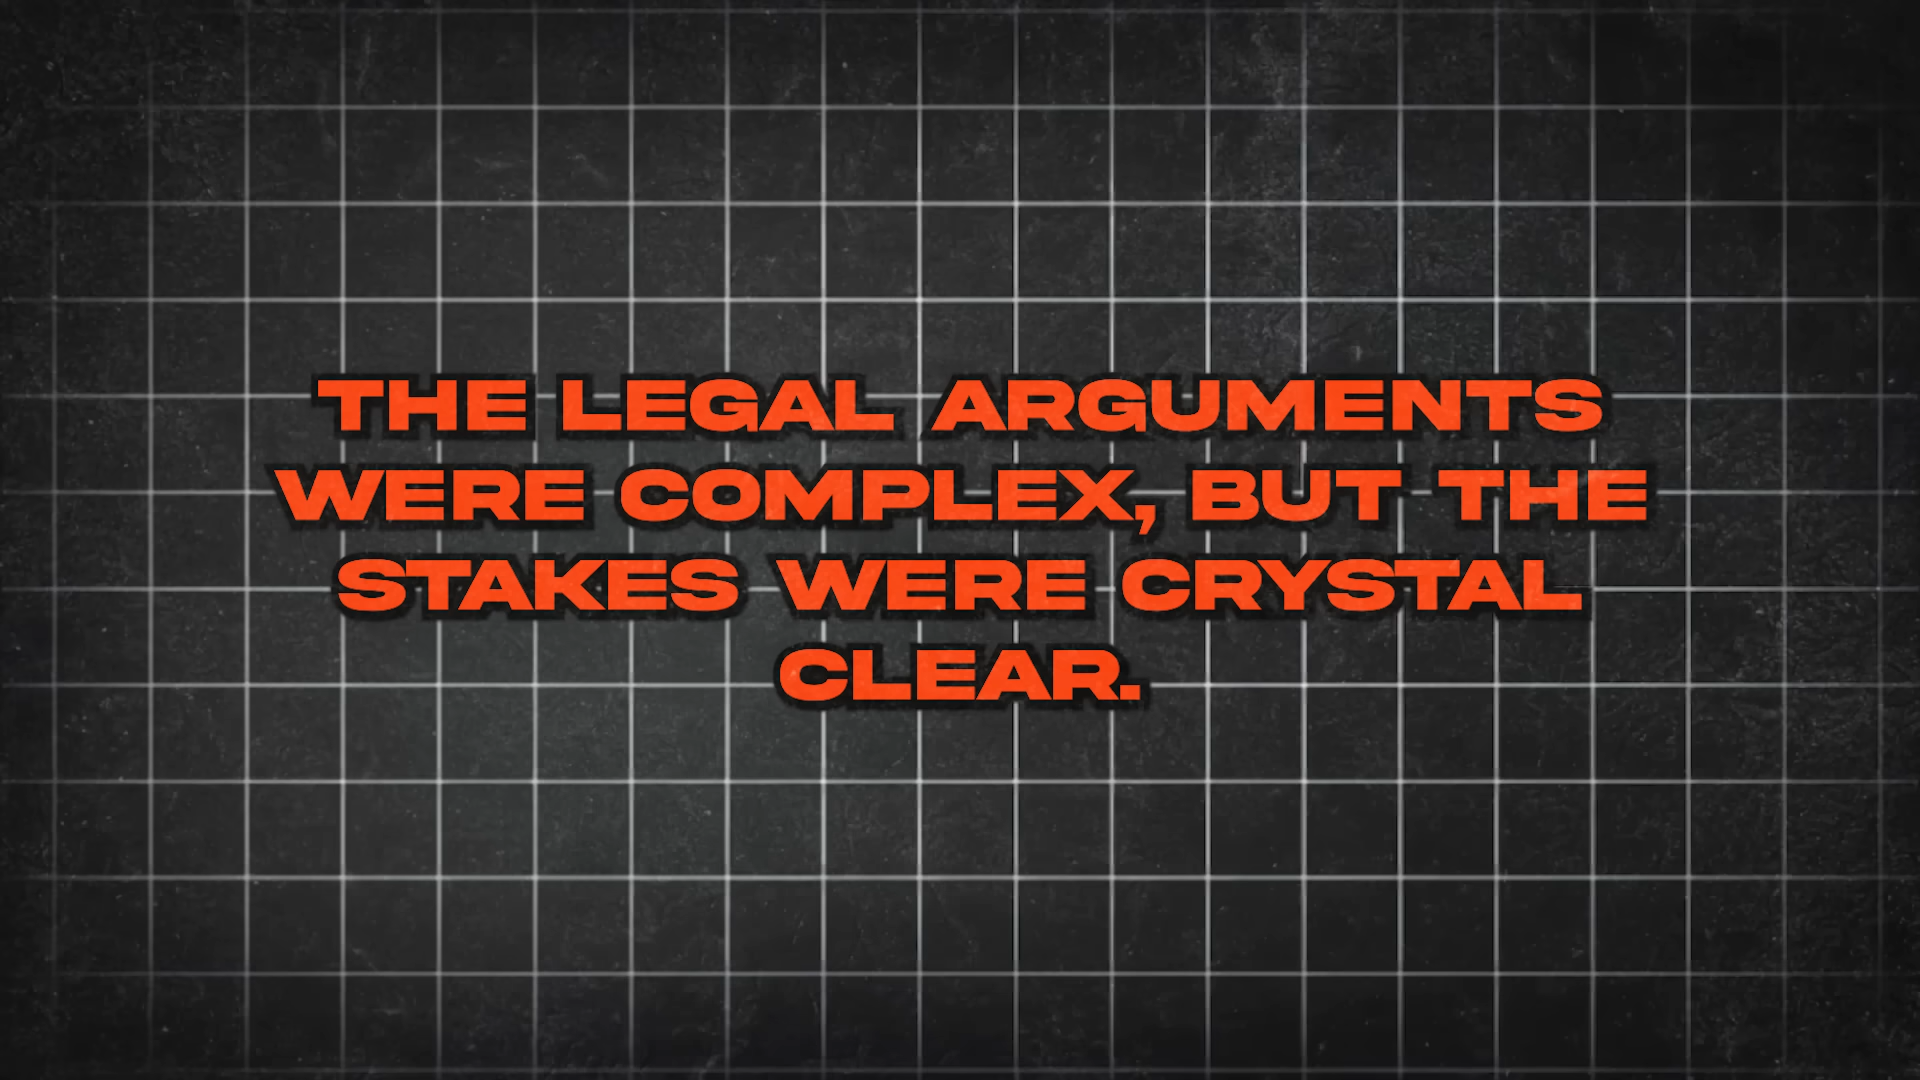 THE LEGAL ARGUMENTS
WERE COMPLEX, BUT THE
STAKES WERE CRYSTAL
CLEAR.